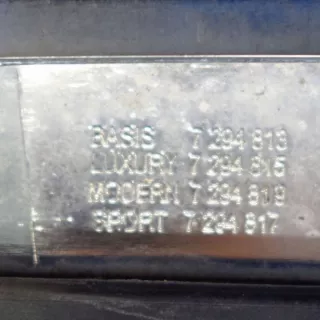 BASIS 7 294 813
LUXURY 7 294 815
MODERN 7 294 819
SPORT 7 294 817